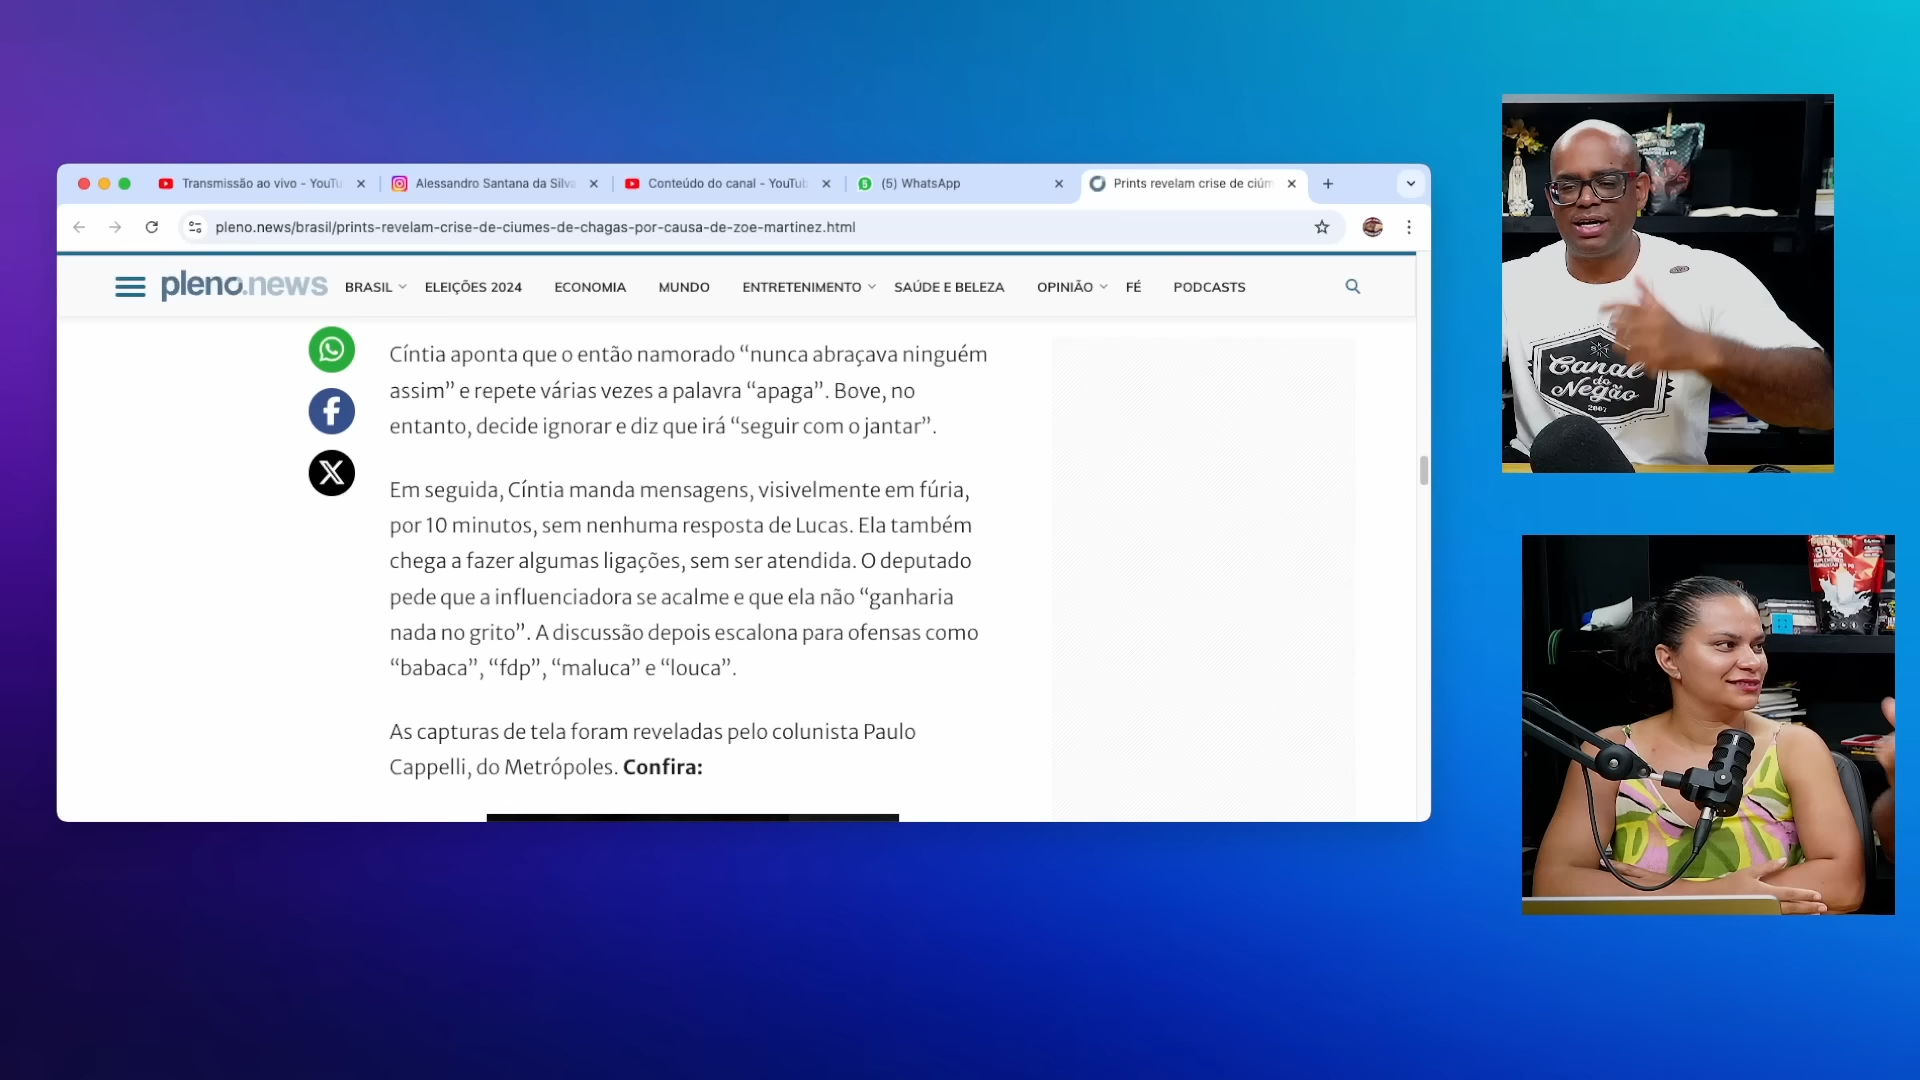 Transmissão ao vivo - YouTu
Alessandro Santana da Silva
Conteúdo do canal - YouTub
(5) WhatsApp
Prints revelam crise de ciúm
pleno.news/brasil/prints-revelam-crise-de-ciumes-de-chagas-por-causa-de-zoe-martinez.html
pleno.news
BRASIL
ELEIÇÕES 2024
ECONOMIA
MUNDO
ENTRETENIMENTO
SAÚDE E BELEZA
OPINIÃO
FÉ
PODCASTS
Cíntia aponta que o então namorado “nunca abraçava ninguém
assim” e repete várias vezes a palavra “apaga”. Bove, no
entanto, decide ignorar e diz que irá “seguir com o jantar”.
Em seguida, Cíntia manda mensagens, visivelmente em fúria,
por 10 minutos, sem nenhuma resposta de Lucas. Ela também
chega a fazer algumas ligações, sem ser atendida. O deputado
pede que a influenciadora se acalme e que ela não “ganharia
nada no grito”. A discussão depois escalona para ofensas como
“babaca”, “fdp”, “maluca” e “louca”.
As capturas de tela foram reveladas pelo colunista Paulo
Cappelli, do Metrópoles. Confira:
Canal
do
Negão
2007
80%